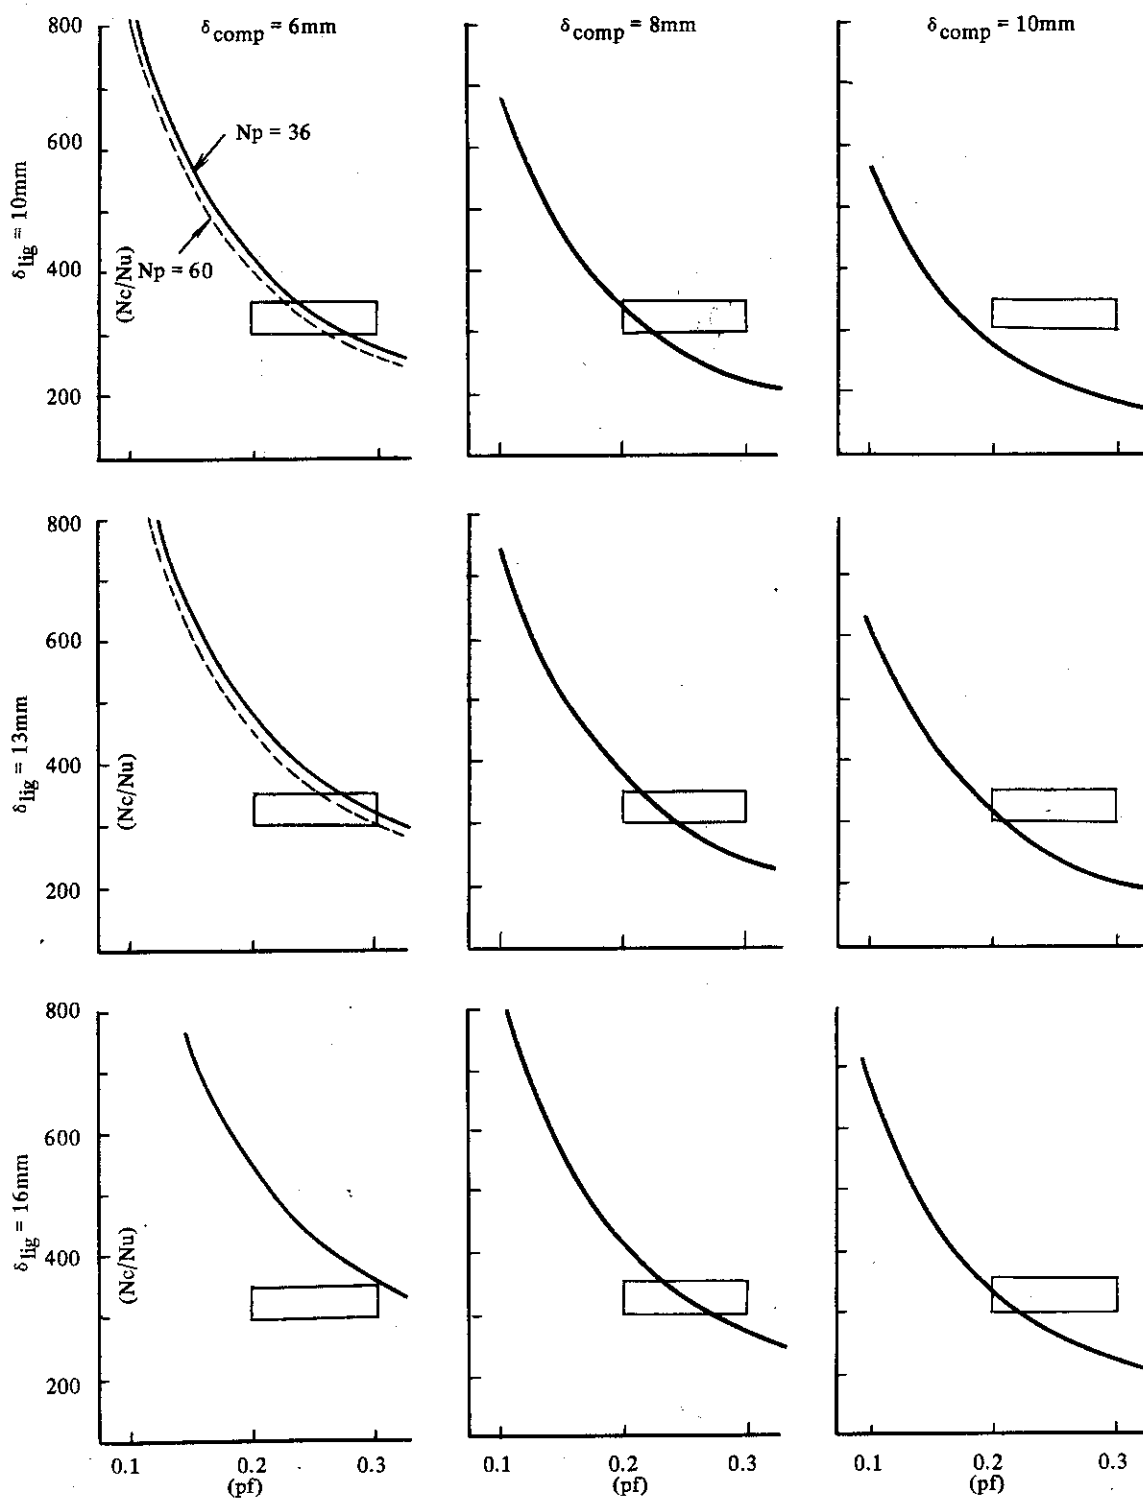 δcomp = 6mm
δcomp = 8mm
δcomp = 10mm
800
600
400
200
δlig = 10mm
(Nc/Nu)
Np = 36
Np = 60
800
600
400
200
δlig = 13mm
(Nc/Nu)
800
600
400
200
δlig = 16mm
(Nc/Nu)
0.1 0.2 0.3
(pf)
0.2 0.3
(pf)
0.1 0.2 0.3
(pf)